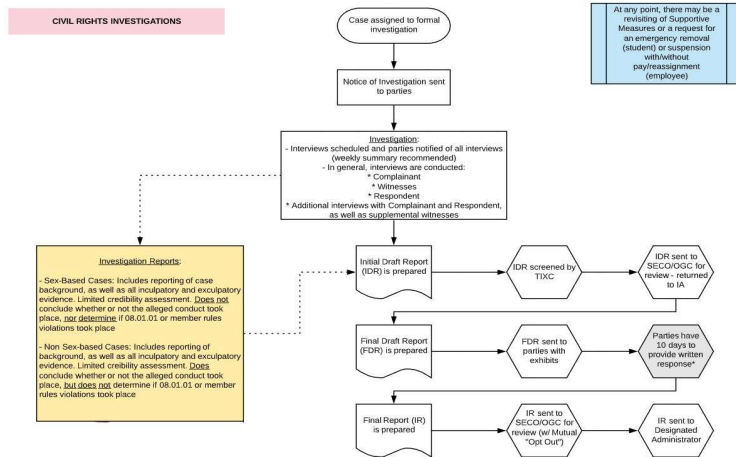 CIVIL RIGHTS INVESTIGATIONS
Case assigned to formal
investigation
At any point, there may be a
revisiting of Supportive
Measures or a request for
an emergency removal
(student) or suspension
with/without
pay/reassignment
(employee)
Notice of Investigation sent
to parties
Investigation:
- Interviews scheduled and parties notified of all interviews
(weekly summary recommended)
- In general, interviews are conducted:
* Complainant
* Witnesses
* Respondent
* Additional interviews with Complainant and Respondent,
as well as supplemental witnesses
Investigation Reports:
- Sex-Based Cases: Includes reporting of case
background, as well as all inculpatory and exculpatory
evidence. Limited credibility assessment. Does not
conclude whether or not the alleged conduct took
place, nor determine if 08.01.01 or member rules
violations took place
- Non Sex-based Cases: Includes reporting of
background, as well as all inculpatory and exculpatory
evidence. Limited credibility assessment. Does
conclude whether or not the alleged conduct took
place, but does not determine if 08.01.01 or member
rules violations took place
Initial Draft Report
(IDR) is prepared
IDR screened by
TIXC
IDR sent to
SECO/OGC for
review - returned
to IA
Final Draft Report
(FDR) is prepared
FDR sent to
parties with
exhibits
Parties have
10 days to
provide written
response*
Final Report (IR)
is prepared
IR sent to
SECO/OGC for
review (w/ Mutual
"Opt Out")
IR sent to
Designated
Administrator